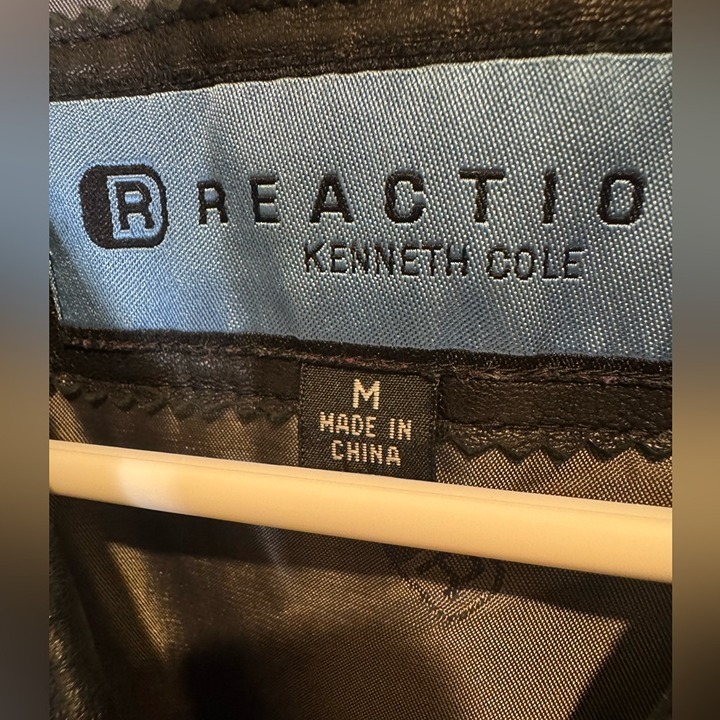 R REACTIO
KENNETH COLE
M
MADE IN
CHINA
R